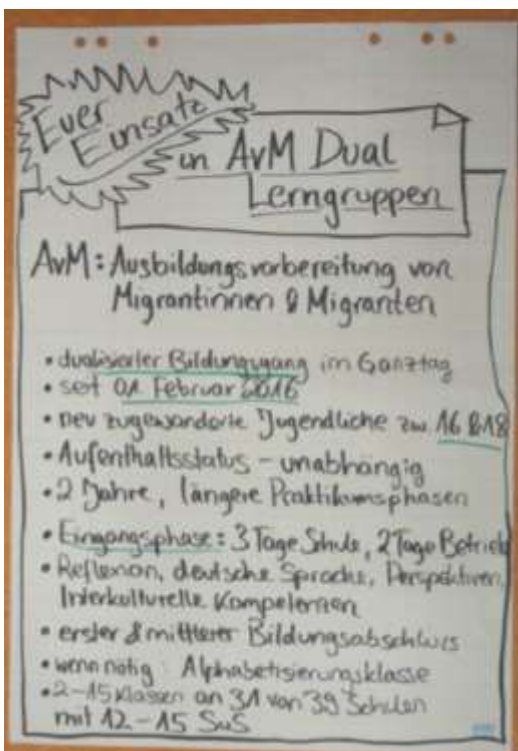 Euer
Einsatz
in AvM Dual
Lerngruppen
AvM: Ausbildungsvorbereitung von
Migrantinnen & Migranten
• dualisierter Bildungsgang im Ganztag
• seit 01. Februar 2016
• neu zugewanderte Jugendliche zw. 16 & 18
• Aufenthaltsstatus - unabhängig
• 2 Jahre, längere Praktikumsphasen
• Eingangsphase: 3 Tage Schule, 2 Tage Betrieb
• Reflexion, deutsche Sprache, Perspektiven,
Interkulturelle Kompetenzen
• erster & mittlerer Bildungsabschluss
• wenn nötig: Alphabetisierungsklasse
• 2-15 Klassen an 31 von 39 Schulen
mit 12-15 SuS